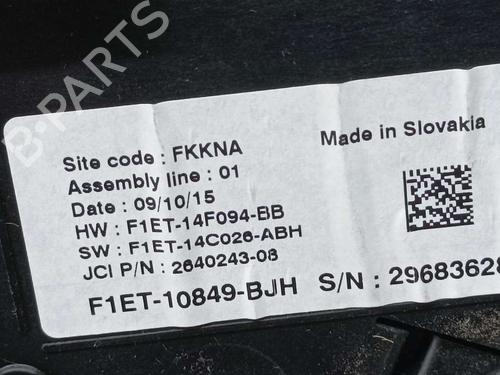 B-PARTS
Site code : FKKNA
Made in Slovakia
Assembly line : 01
Date : 09/10/15
HW : F1ET-14F094-BB
SW : F1ET-14C026-ABH
JCI P/N : 2640243-08
F1ET-10849-BJH S/N : 29683628